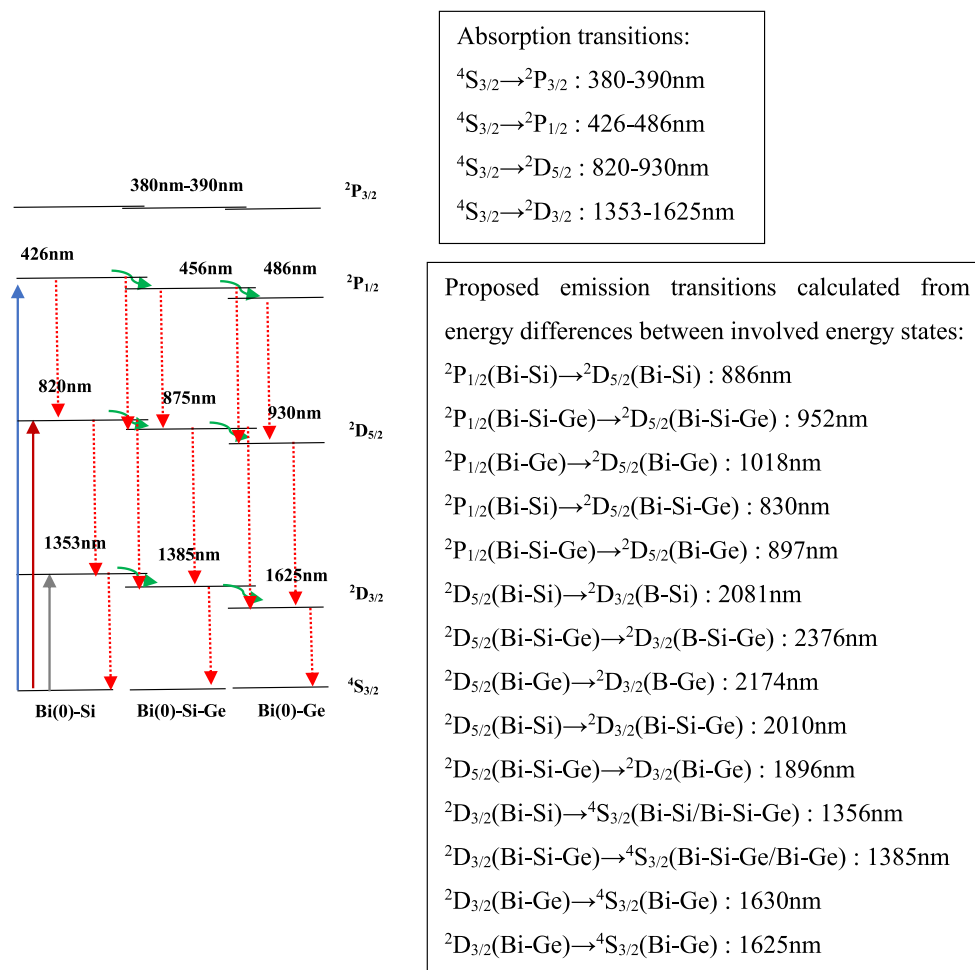 Absorption transitions:
⁴S₃/₂→²P₃/₂ : 380-390nm
⁴S₃/₂→²P₁/₂ : 426-486nm
⁴S₃/₂→²D₅/₂ : 820-930nm
⁴S₃/₂→²D₃/₂ : 1353-1625nm
380nm-390nm
²P₃/₂
426nm
456nm
486nm
²P₁/₂
820nm
875nm
930nm
²D₅/₂
1353nm
1385nm
1625nm
²D₃/₂
⁴S₃/₂
Bi(0)-Si
Bi(0)-Si-Ge
Bi(0)-Ge
Proposed emission transitions calculated from
energy differences between involved energy states:
²P₁/₂(Bi-Si)→²D₅/₂(Bi-Si) : 886nm
²P₁/₂(Bi-Si-Ge)→²D₅/₂(Bi-Si-Ge) : 952nm
²P₁/₂(Bi-Ge)→²D₅/₂(Bi-Ge) : 1018nm
²P₁/₂(Bi-Si)→²D₅/₂(Bi-Si-Ge) : 830nm
²P₁/₂(Bi-Si-Ge)→²D₅/₂(Bi-Ge) : 897nm
²D₅/₂(Bi-Si)→²D₃/₂(B-Si) : 2081nm
²D₅/₂(Bi-Si-Ge)→²D₃/₂(B-Si-Ge) : 2376nm
²D₅/₂(Bi-Ge)→²D₃/₂(B-Ge) : 2174nm
²D₅/₂(Bi-Si)→²D₃/₂(Bi-Si-Ge) : 2010nm
²D₅/₂(Bi-Si-Ge)→²D₃/₂(Bi-Ge) : 1896nm
²D₃/₂(Bi-Si)→⁴S₃/₂(Bi-Si/Bi-Si-Ge) : 1356nm
²D₃/₂(Bi-Si-Ge)→⁴S₃/₂(Bi-Si-Ge/Bi-Ge) : 1385nm
²D₃/₂(Bi-Ge)→⁴S₃/₂(Bi-Ge) : 1630nm
²D₃/₂(Bi-Ge)→⁴S₃/₂(Bi-Ge) : 1625nm